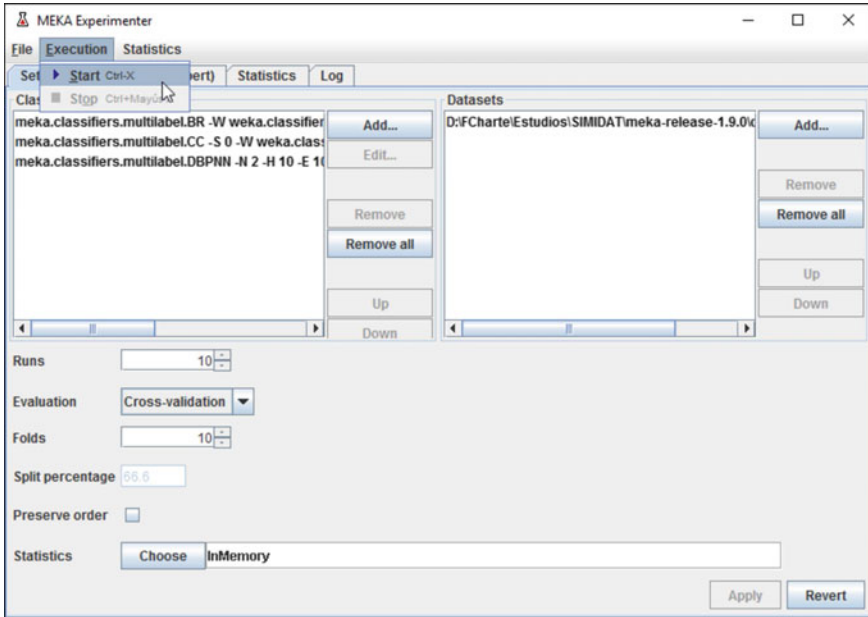 MEKA Experimenter
File Execution Statistics
Set ert) Statistics Log
Start Ctrl-X
Stop Ctrl+Mayús
Clas Datasets
meka.classifiers.multilabel.BR -W weka.classifier
meka.classifiers.multilabel.CC -S 0 -W weka.class
meka.classifiers.multilabel.DBPNN -N 2 -H 10 -E 10
Add...
Edit...
Remove
Remove all
Up
Down
D:\FCharte\Estudios\SIMIDAT\meka-release-1.9.0\d
Add...
Remove
Remove all
Up
Down
Runs 10
Evaluation Cross-validation
Folds 10
Split percentage 66.6
Preserve order
Statistics Choose InMemory
Apply Revert